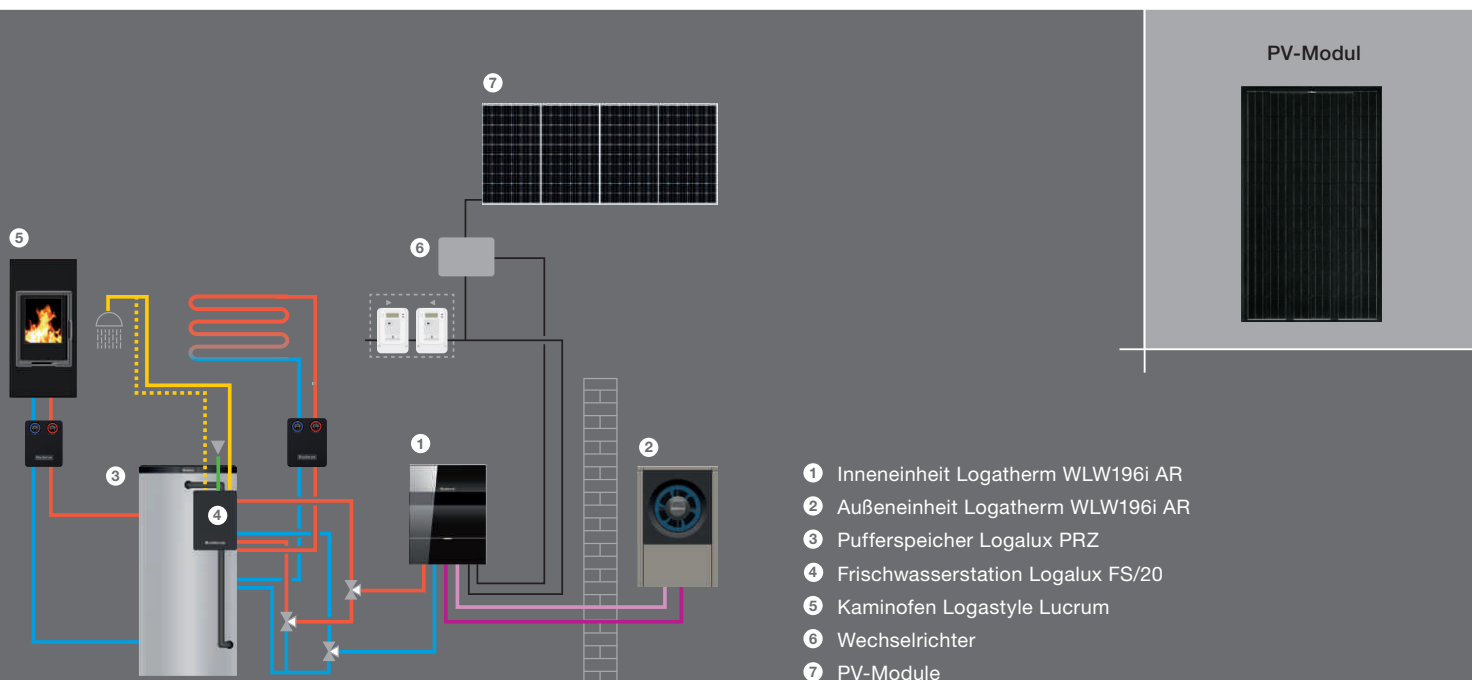 PV-Modul
7
6
5
1
2
3
4
1 Inneneinheit Logatherm WLW196i AR
2 Außeneinheit Logatherm WLW196i AR
3 Pufferspeicher Logalux PRZ
4 Frischwasserstation Logalux FS/20
5 Kaminofen Logastyle Lucrum
6 Wechselrichter
7 PV-Module